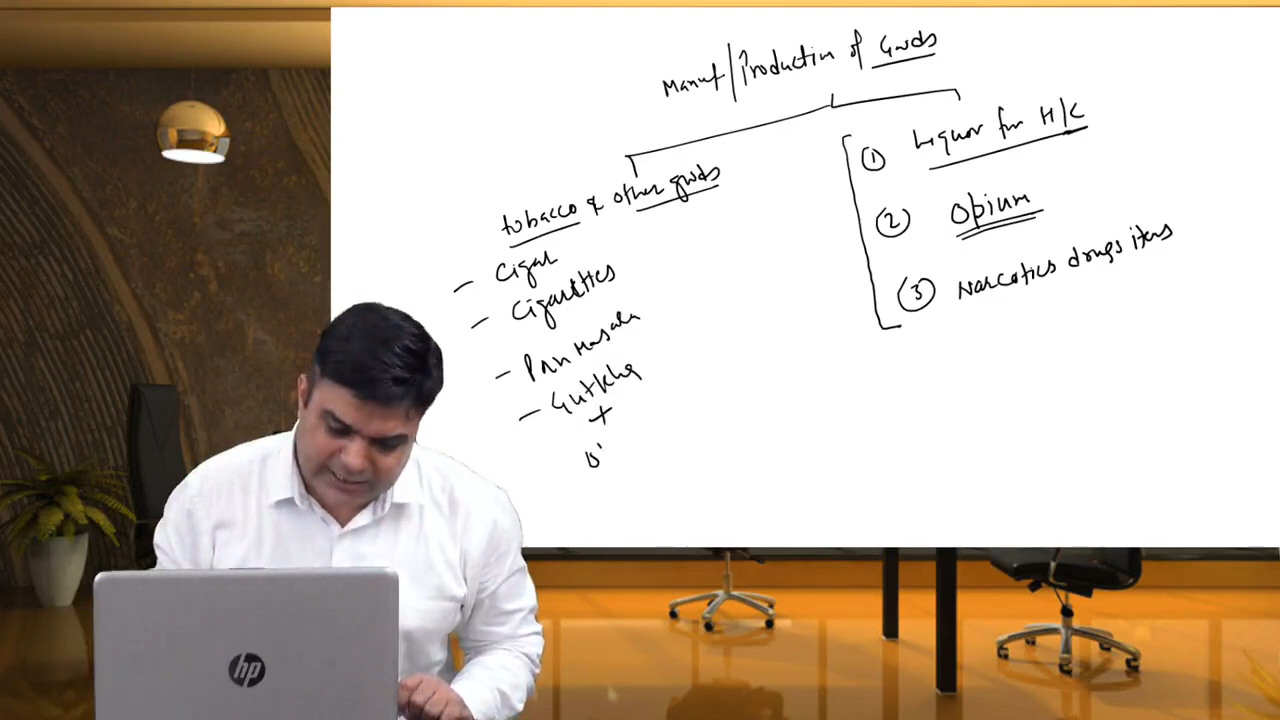 Manuf/Production of Goods
tobacco & other goods
- Cigar
- Cigarettes
- Pan Masala
- Gutkha
+
① Liquor for H/C
② Opium
③ Narcotics drugs items
hp